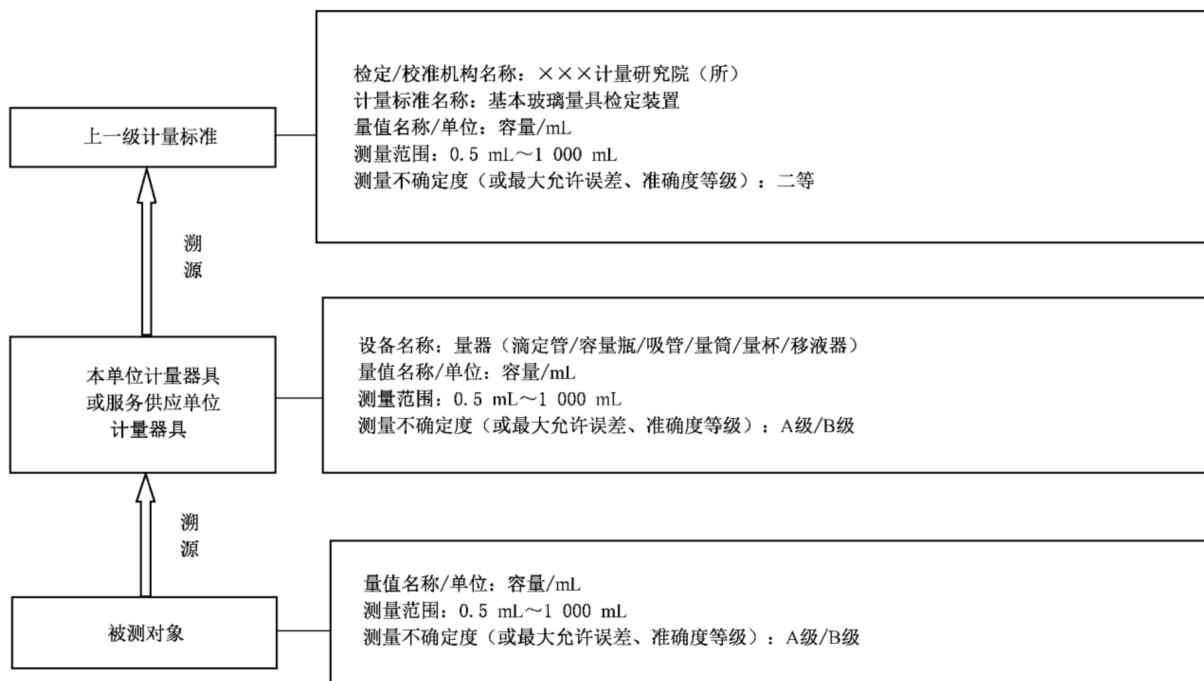 检定/校准机构名称：×××计量研究院（所）
计量标准名称：基本玻璃量具检定装置
上一级计量标准
量值名称/单位：容量/mL
测量范围：0.5 mL～1 000 mL
测量不确定度（或最大允许误差、准确度等级）：二等
溯
源
设备名称：量器（滴定管/容量瓶/吸管/量筒/量杯/移液器）
本单位计量器具
或服务供应单位
计量器具
量值名称/单位：容量/mL
测量范围：0.5 mL～1 000 mL
测量不确定度（或最大允许误差、准确度等级）：A级/B级
溯
源
量值名称/单位：容量/mL
测量范围：0.5 mL～1 000 mL
被测对象
测量不确定度（或最大允许误差、准确度等级）：A级/B级